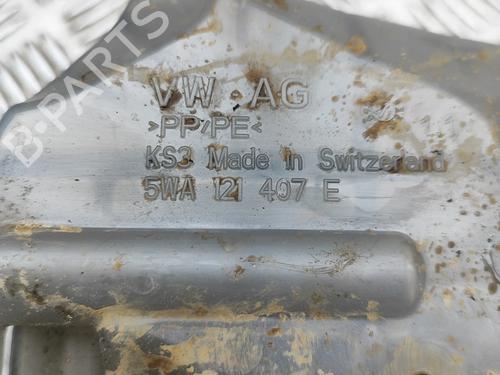 B-PARTS
VW AG
>PP/PE<
KS3 Made in Switzerland
5WA 121 407 E